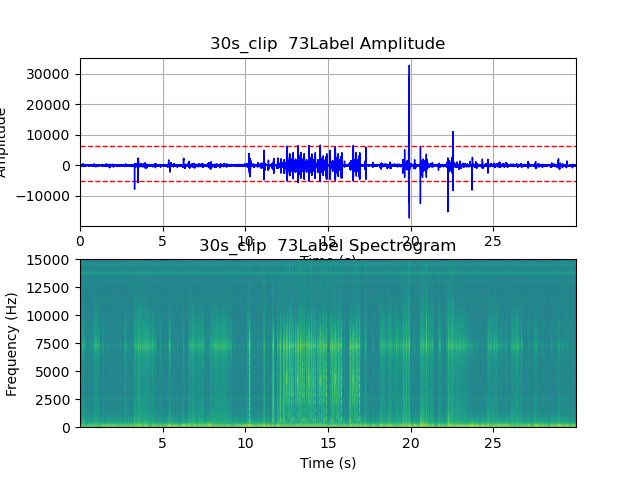 30s_clip  73Label Amplitude
30000
20000
10000
0
−10000
Amplitude
0 5 10 15 20 25
Time (s)
30s_clip  73Label Spectrogram
15000
12500
10000
7500
5000
2500
0
Frequency (Hz)
5 10 15 20 25
Time (s)